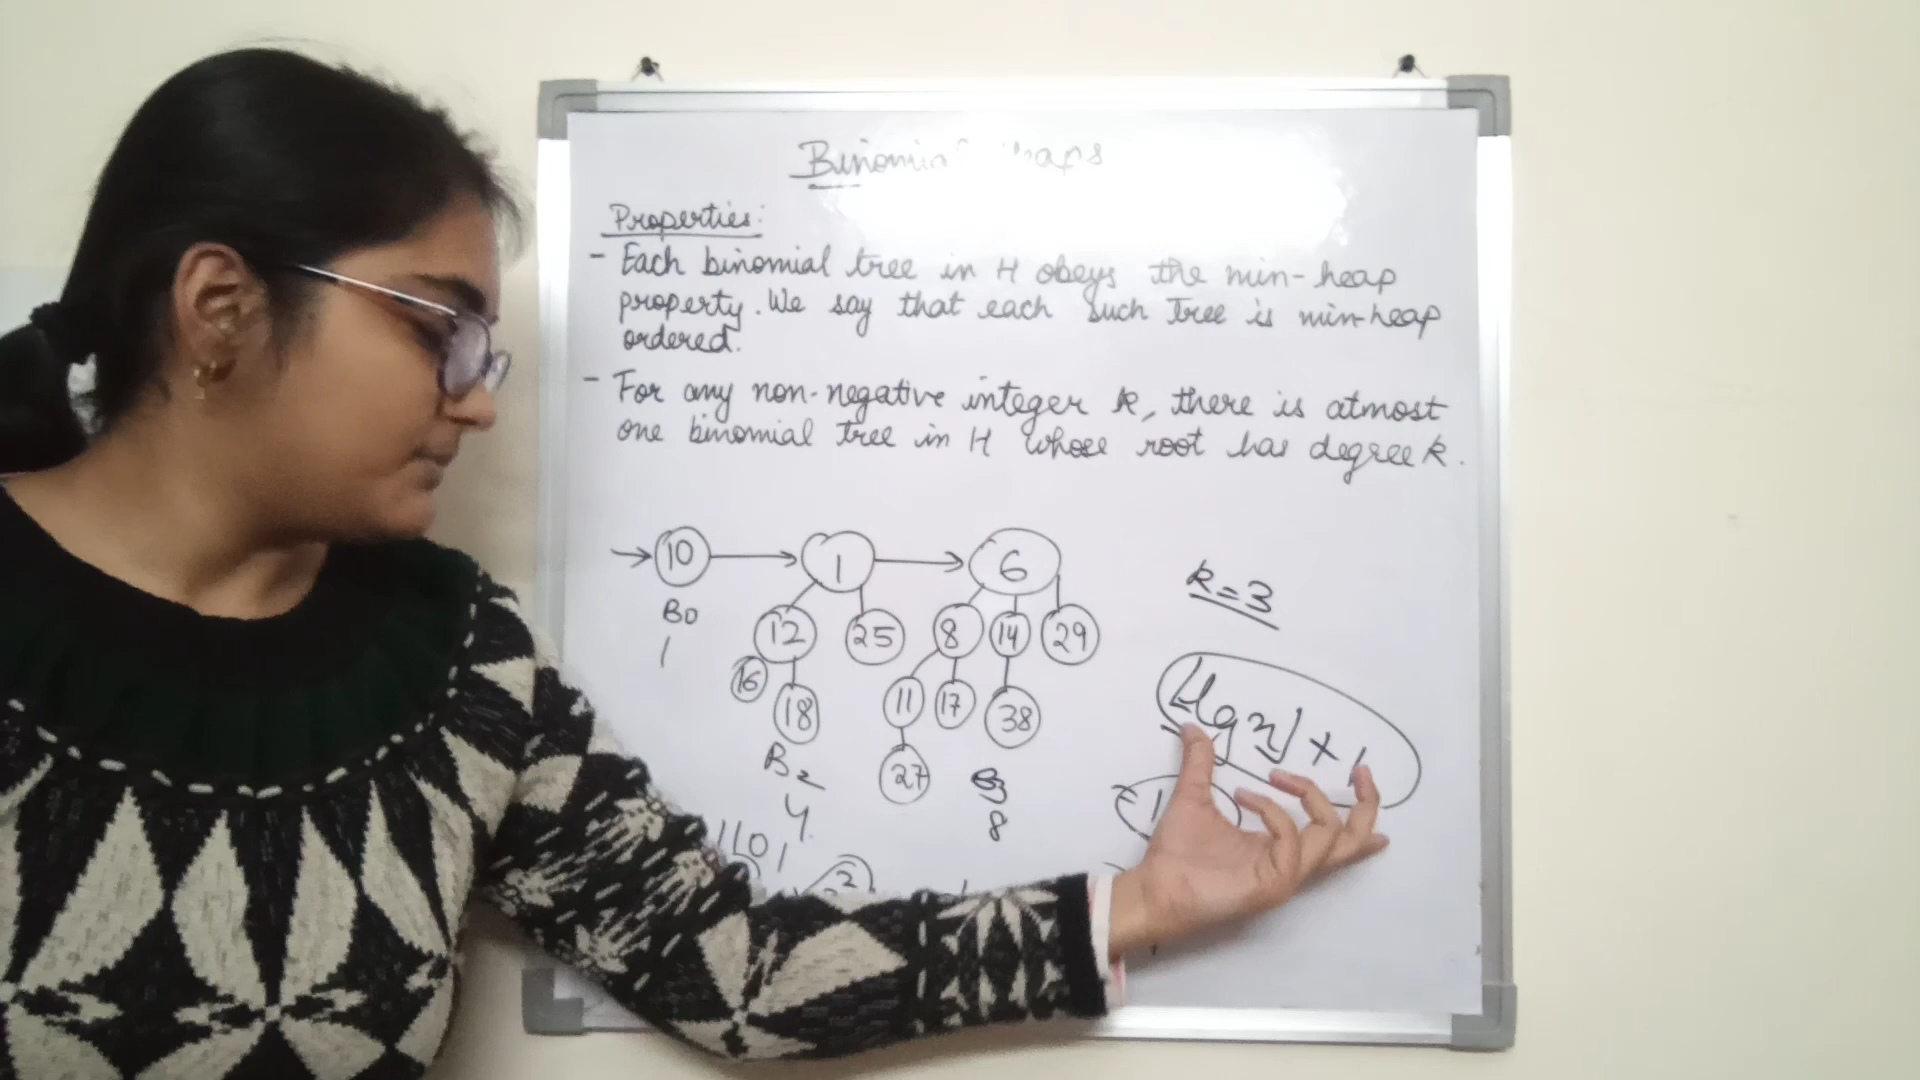 Binomial Heaps
Properties:
- Each binomial tree in H obeys the min-heap
property. We say that each such tree is min-heap
ordered.
- For any non-negative integer k, there is atmost
one binomial tree in H whose root has degree k.
10 1 6
k=3
B0
12 25 8 14 29
1
16 18 11 17 38
⌊lg n⌋ + 1
B2 27 B3
4 8
1101